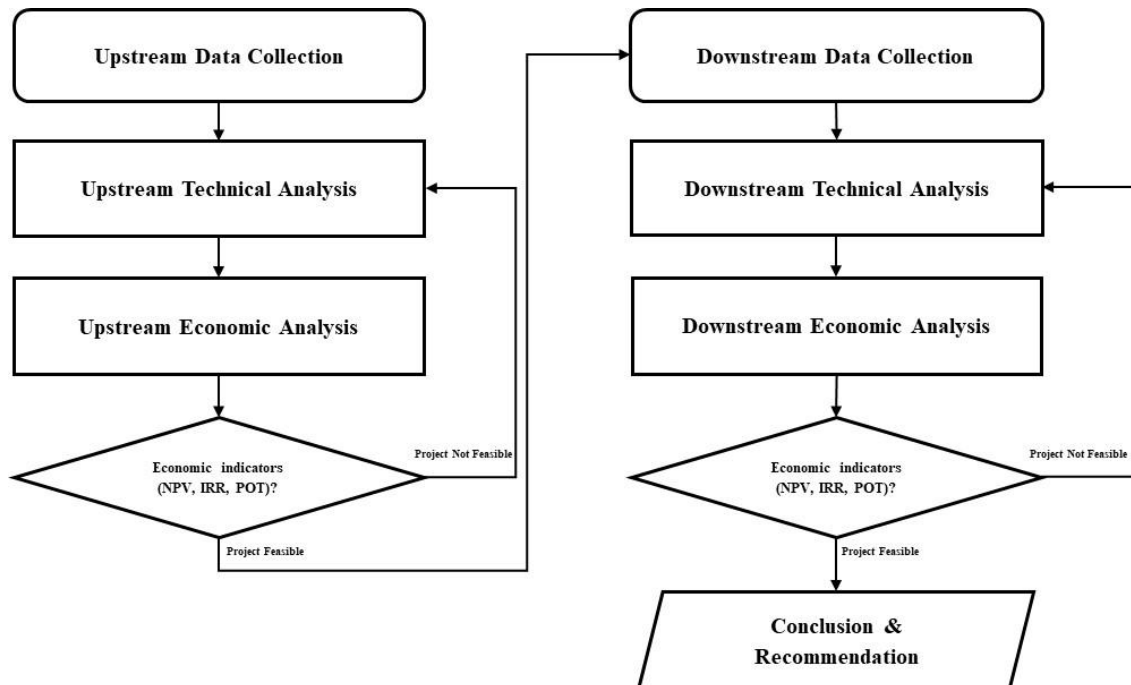 Upstream Data Collection
Upstream Technical Analysis
Upstream Economic Analysis
Economic indicators
(NPV, IRR, POT)?
Project Not Feasible
Project Feasible
Downstream Data Collection
Downstream Technical Analysis
Downstream Economic Analysis
Economic indicators
(NPV, IRR, POT)?
Project Not Feasible
Project Feasible
Conclusion &
Recommendation